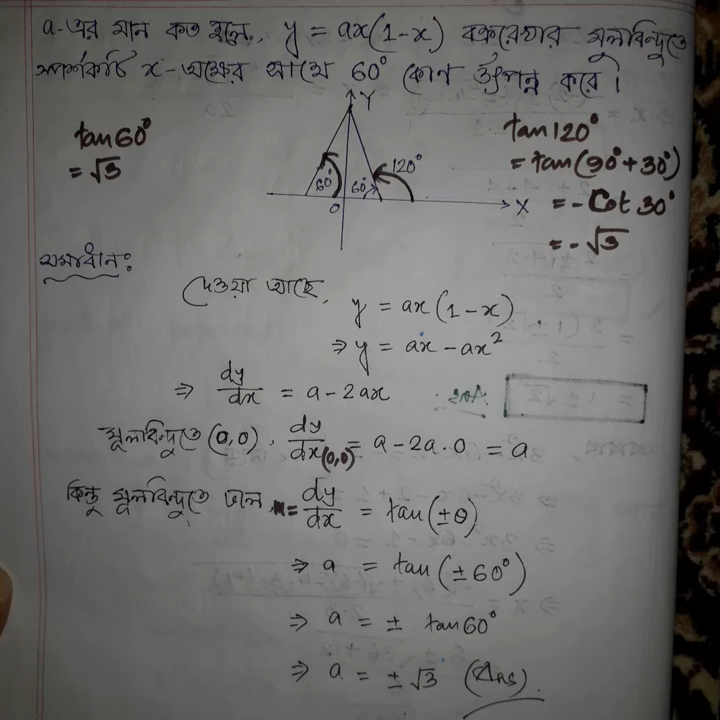 a-এর মান কত হলে, y = ax(1-x) বক্ররেখার মূলবিন্দুতে
স্পর্শকটি x-অক্ষের সাথে 60° কোণ উৎপন্ন করে।
tan60°
= √3
Y
60°
60°
120°
O
X
tan120°
= tan(90°+30°)
= -Cot 30°
= -√3
সমাধান:
দেওয়া আছে,
y = ax(1-x)
⇒ y = ax - ax²
⇒ dy/dx = a - 2ax
মূলবিন্দুতে (0,0), dy/dx (0,0) = a - 2a·0 = a
কিন্তু মূলবিন্দুতে ঢাল, m = dy/dx = tan(±θ)
⇒ a = tan(±60°)
⇒ a = ± tan60°
⇒ a = ±√3 (Ans).